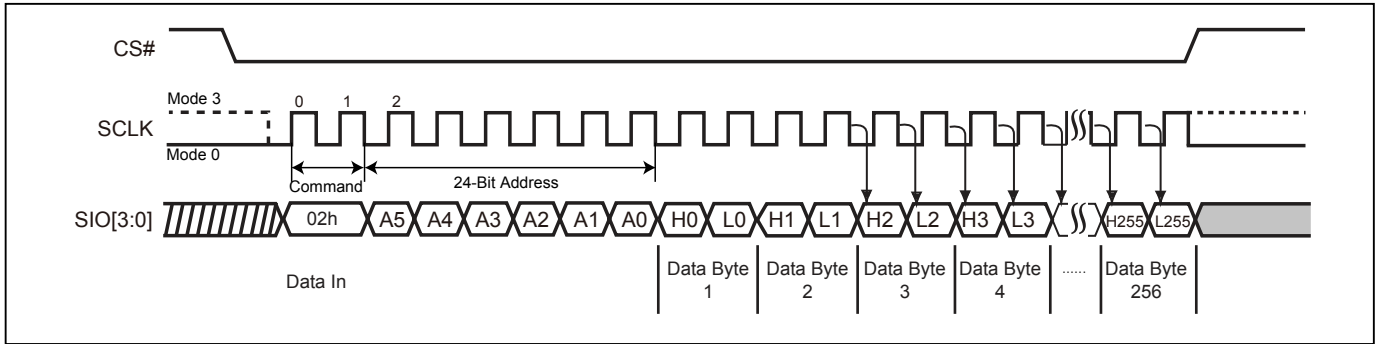 CS#
Mode 3
0 1 2
SCLK
Mode 0
Command
24-Bit Address
SIO[3:0]
02h A5 A4 A3 A2 A1 A0 H0 L0 H1 L1 H2 L2 H3 L3 H255 L255
Data In
Data Byte
1
Data Byte
2
Data Byte
3
Data Byte
4
......
Data Byte
256